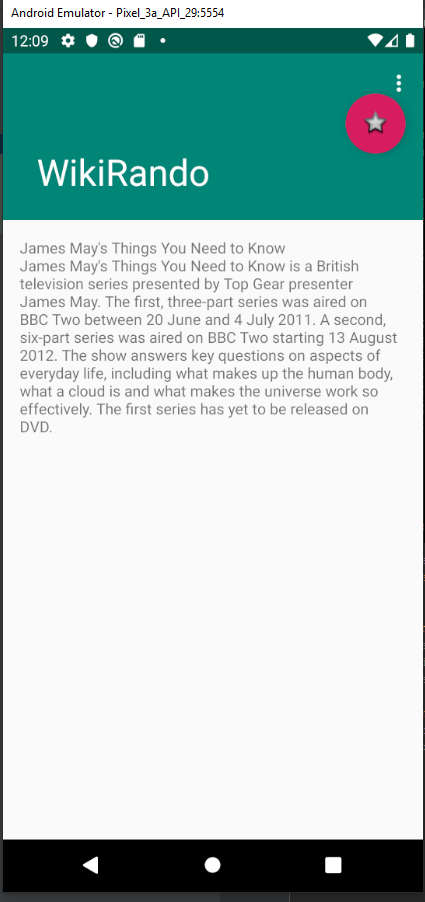 Android Emulator - Pixel_3a_API_29:5554
12:09
WikiRando
James May's Things You Need to Know
James May's Things You Need to Know is a British
television series presented by Top Gear presenter
James May. The first, three-part series was aired on
BBC Two between 20 June and 4 July 2011. A second,
six-part series was aired on BBC Two starting 13 August
2012. The show answers key questions on aspects of
everyday life, including what makes up the human body,
what a cloud is and what makes the universe work so
effectively. The first series has yet to be released on
DVD.